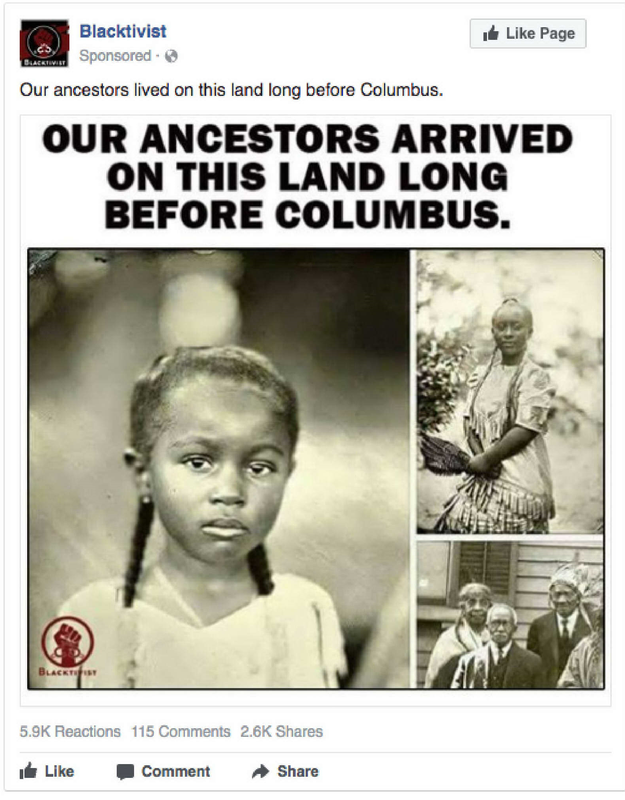 Blacktivist
Like Page
Sponsored ·
BLACKTIVIST
Our ancestors lived on this land long before Columbus.
OUR ANCESTORS ARRIVED
ON THIS LAND LONG
BEFORE COLUMBUS.
BLACKTIVIST
5.9K Reactions 115 Comments 2.6K Shares
Like Comment Share